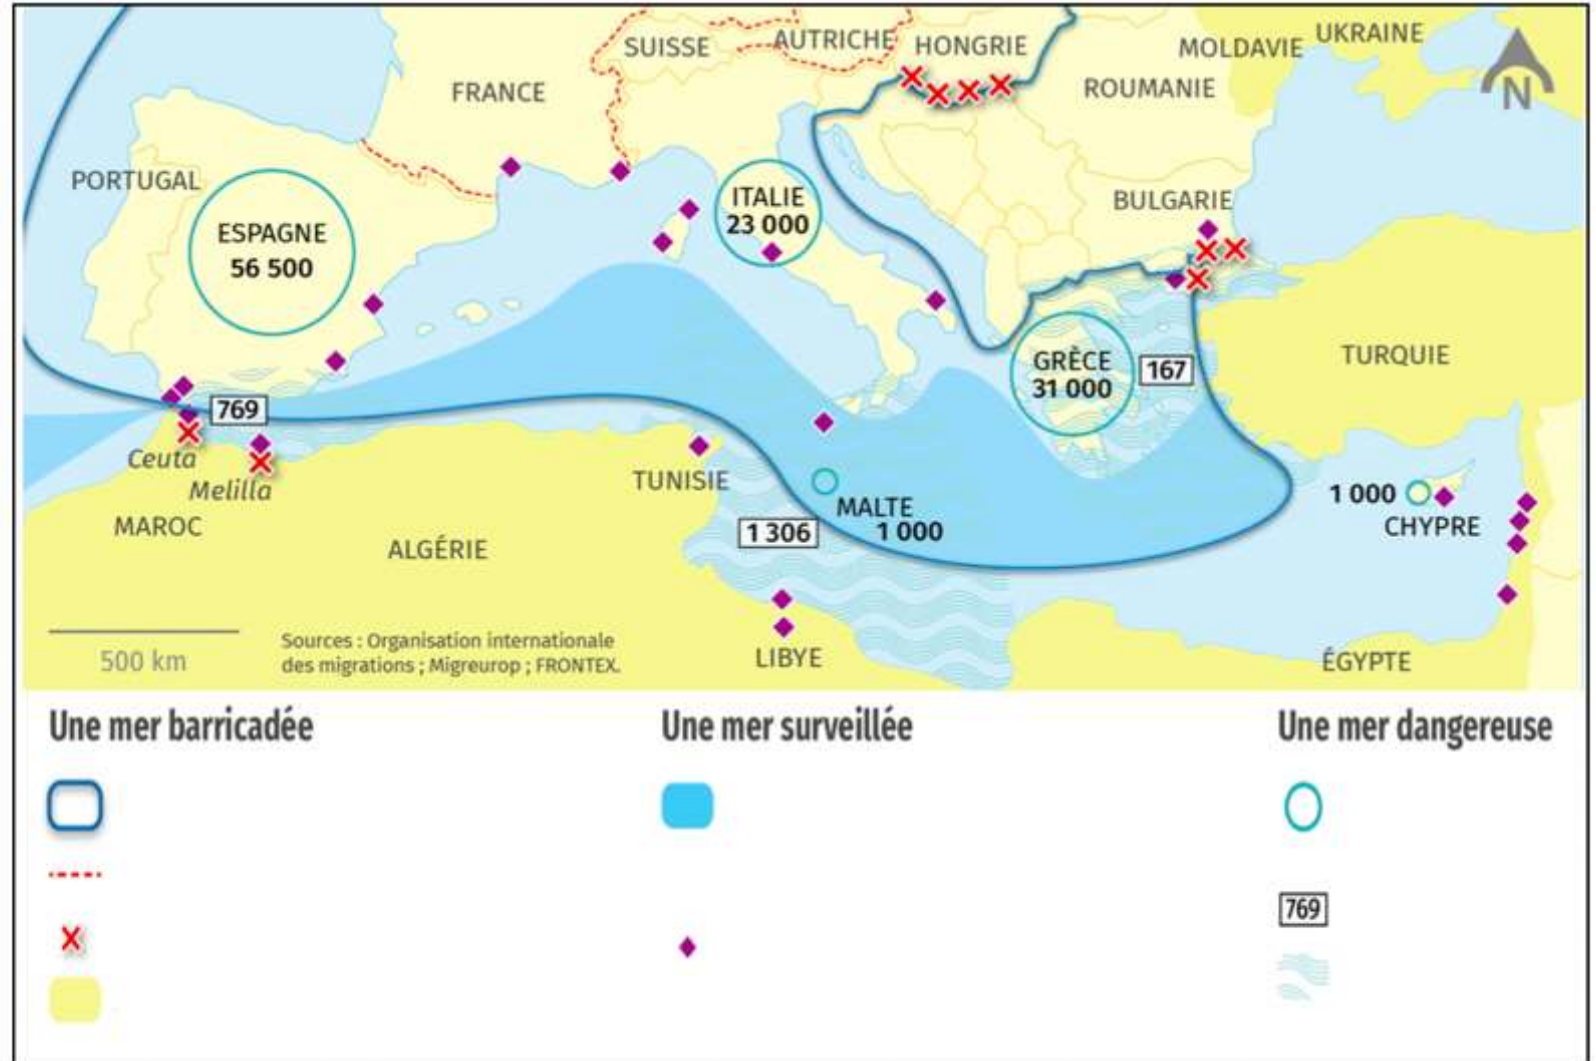 SUISSE
AUTRICHE
HONGRIE
MOLDAVIE
UKRAINE
FRANCE
ROUMANIE
N
PORTUGAL
ESPAGNE
56 500
ITALIE
23 000
BULGARIE
GRÈCE
31 000
167
TURQUIE
769
Ceuta
Melilla
MAROC
ALGÉRIE
TUNISIE
1 306
MALTE
1 000
1 000
CHYPRE
500 km
Sources : Organisation internationale
des migrations ; Migreurop ; FRONTEX.
LIBYE
ÉGYPTE
Une mer barricadée
Une mer surveillée
Une mer dangereuse
769